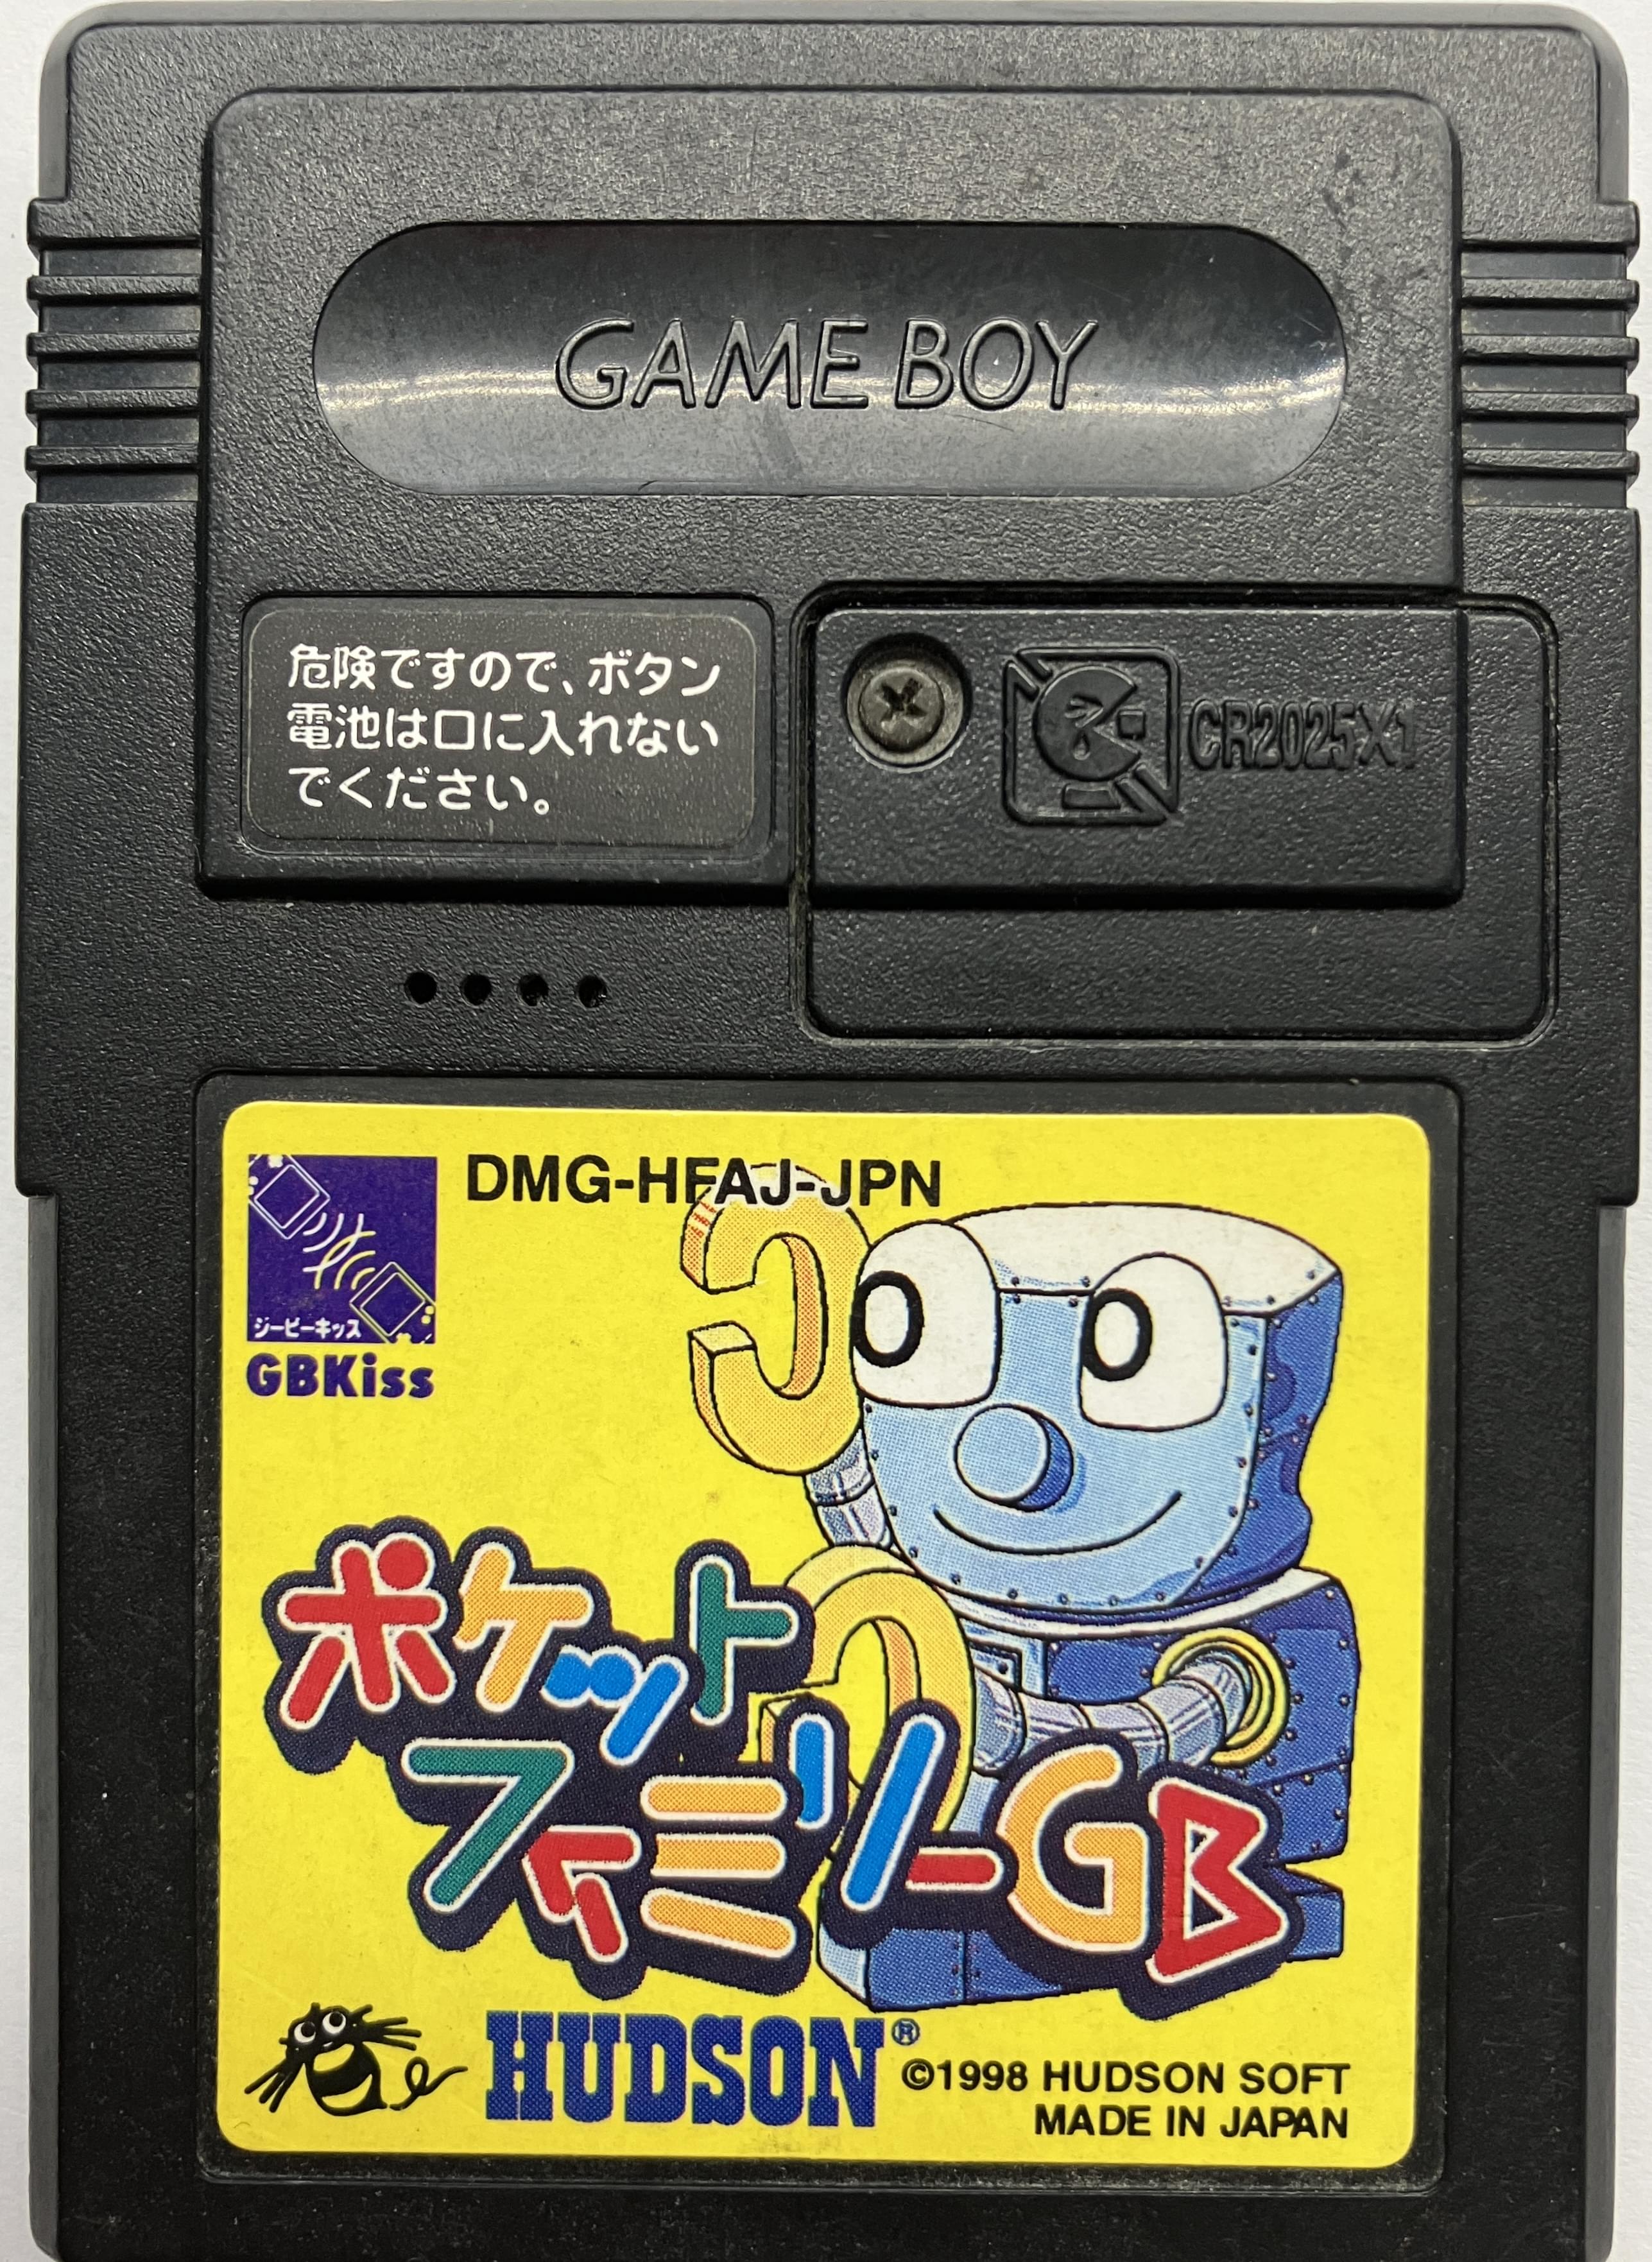 GAME BOY
危険ですので、ボタン
電池は口に入れない
でください。
CR2025X1
DMG-HFAJ-JPN
ジーピーキッス
GBKiss
ポケット
ファミリーGB
HUDSON®
©1998 HUDSON SOFT
MADE IN JAPAN